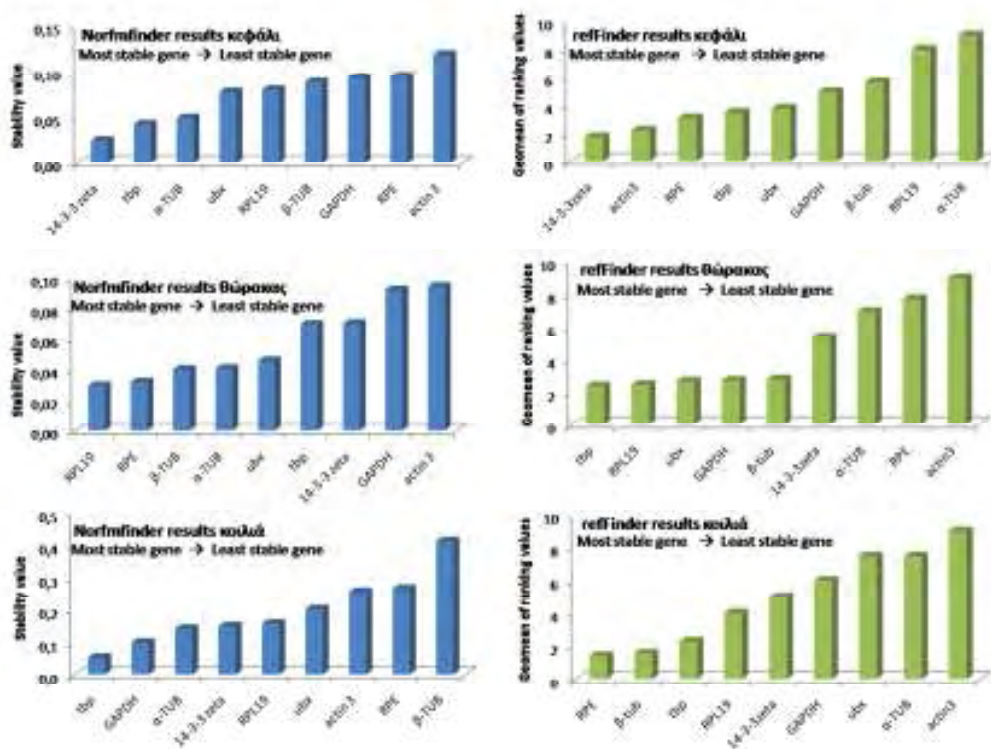 Norfmfinder results κεφάλι
Most stable gene → Least stable gene
Stability value
0,15
0,10
0,05
0,00
14-3-3 zeta
tbp
α-TUB
ubx
RPL19
β-TUB
GAPDH
RPE
actin 3
refFinder results κεφάλι
Most stable gene → Least stable gene
Geomean of ranking values
10
8
6
4
2
0
14-3-3zeta
actin3
RPE
tbp
ubx
GAPDH
β-tub
RPL19
α-TUB
Norfmfinder results θώρακας
Most stable gene → Least stable gene
Stability value
0,10
0,08
0,06
0,04
0,02
0,00
RPL19
RPE
β-TUB
α-TUB
ubx
tbp
14-3-3 zeta
GAPDH
actin 3
refFinder results θώρακας
Most stable gene → Least stable gene
Geomean of ranking values
10
8
6
4
2
0
tbp
RPL19
ubx
GAPDH
β-tub
14-3-3zeta
α-TUB
RPE
actin3
Norfmfinder results κοιλιά
Most stable gene → Least stable gene
Stability value
0,5
0,4
0,3
0,2
0,1
0,0
tbp
GAPDH
α-TUB
14-3-3 zeta
RPL19
ubx
actin 3
RPE
β-TUB
refFinder results κοιλιά
Most stable gene → Least stable gene
Geomean of ranking values
10
8
6
4
2
0
RPE
β-tub
tbp
RPL19
14-3-3zeta
GAPDH
ubx
α-TUB
actin3